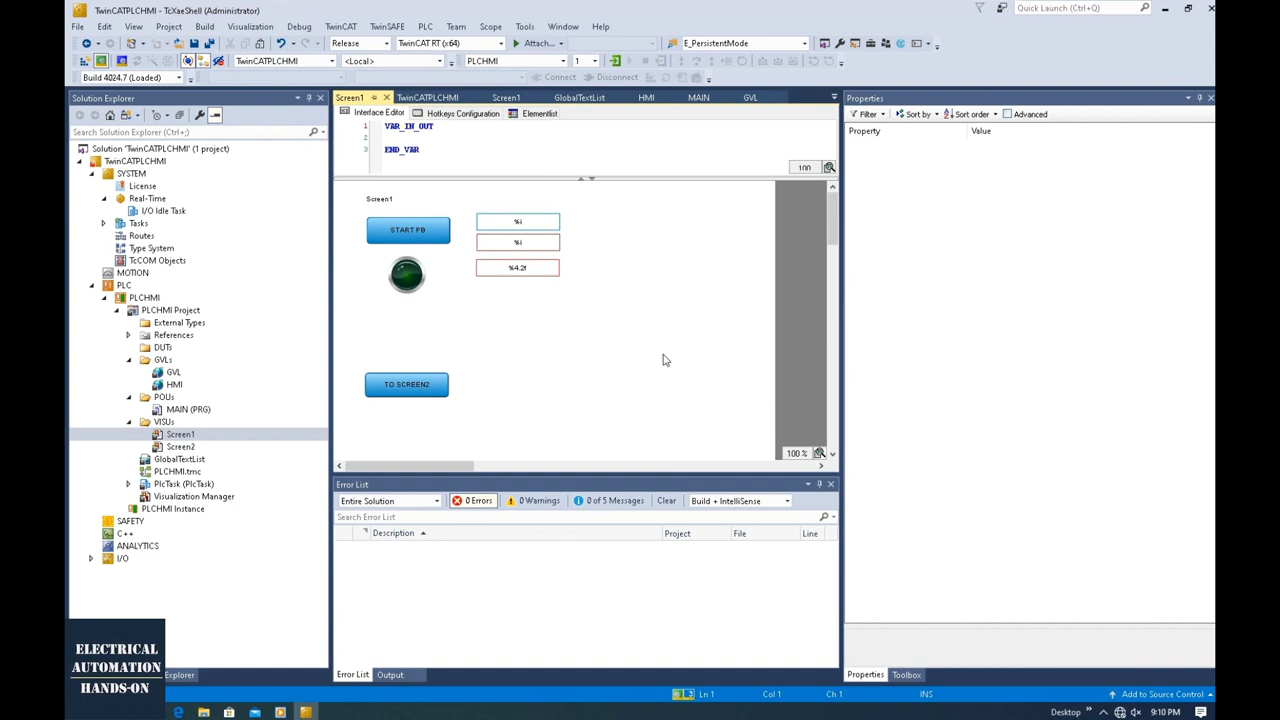 TwinCATPLCHMI - TcXaeShell (Administrator)
Quick Launch (Ctrl+;)
File Edit View Project Build Visualization Debug TwinCAT TwinSAFE PLC Team Scope Tools Window Help
Release TwinCAT RT (x64) Attach... E_PersistentMode
TwinCATPLCHMI <Local> PLCHMI 1
Build 4024.7 (Loaded) Connect Disconnect
Solution Explorer
Search Solution Explorer (Ctrl+;)
Solution 'TwinCATPLCHMI' (1 project)
TwinCATPLCHMI
SYSTEM
License
Real-Time
I/O Idle Task
Tasks
Routes
Type System
TcCOM Objects
MOTION
PLC
PLCHMI
PLCHMI Project
External Types
References
DUTs
GVLs
GVL
HMI
POUs
MAIN (PRG)
VISUs
Screen1
Screen2
GlobalTextList
PLCHMI.tmc
PlcTask (PlcTask)
Visualization Manager
PLCHMI Instance
SAFETY
C++
ANALYTICS
I/O
Explorer
ELECTRICAL
AUTOMATION
HANDS-ON
Screen1 TwinCATPLCHMI Screen1 GlobalTextList HMI MAIN GVL
Interface Editor Hotkeys Configuration Elementlist
1 VAR_IN_OUT
2
3 END_VAR
100
Screen1
START PB
%i
%i
%4.2f
TO SCREEN2
100 %
Error List
Entire Solution 0 Errors 0 Warnings 0 of 5 Messages Clear Build + IntelliSense
Search Error List
Description Project File Line
Error List Output
Properties
Filter Sort by Sort order Advanced
Property Value
Properties Toolbox
Ln 1 Col 1 Ch 1 INS Add to Source Control
Desktop 9:10 PM